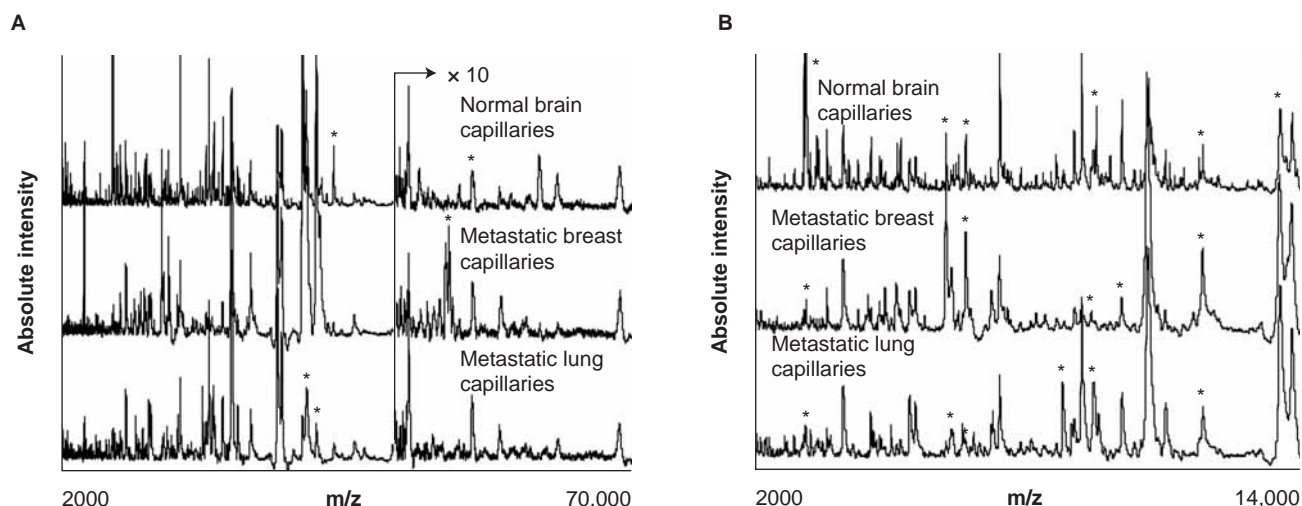 A
Absolute intensity
× 10
Normal brain
capillaries
*
*
*
Metastatic breast
capillaries
Metastatic lung
capillaries
*
*
2000
m/z
70,000
B
Absolute intensity
*
Normal brain
capillaries
*
*
*
*
*
Metastatic breast
capillaries
*
*
*
*
Metastatic lung
capillaries
*
*
*
*
*
*
2000
m/z
14,000